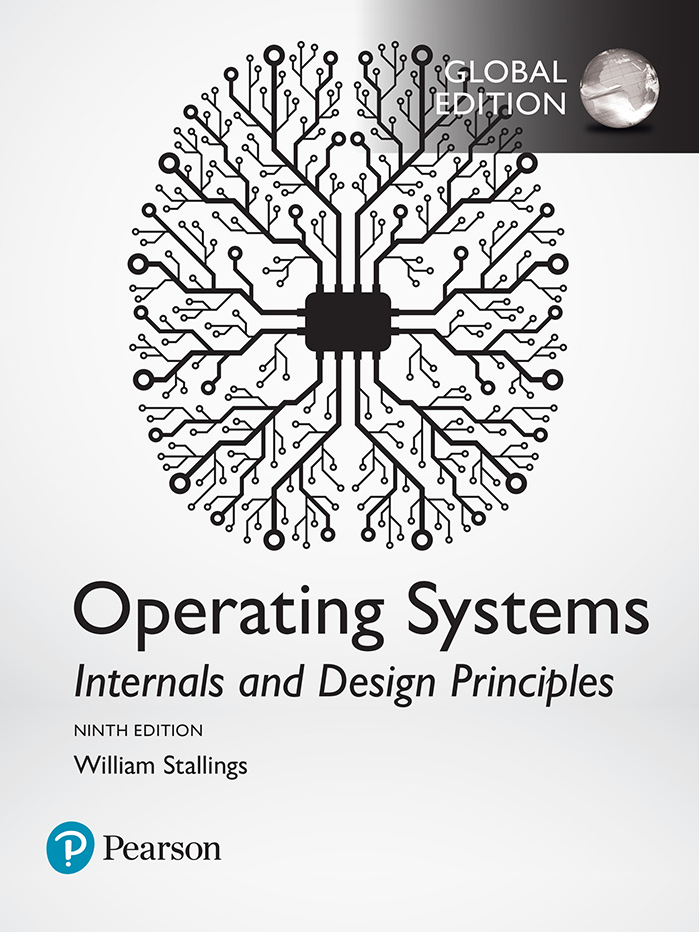 GLOBAL
EDITION
Operating Systems
Internals and Design Principles
NINTH EDITION
William Stallings
Pearson